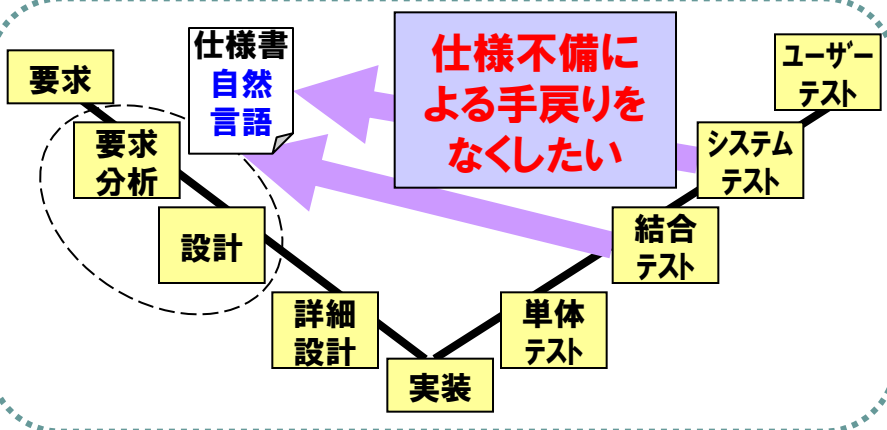 要求
要求
分析
設計
詳細
設計
実装
単体
ﾃｽﾄ
結合
ﾃｽﾄ
ｼｽﾃﾑ
ﾃｽﾄ
ﾕｰｻﾞｰ
ﾃｽﾄ
仕様書
自然
言語
仕様不備に
よる手戻りを
なくしたい